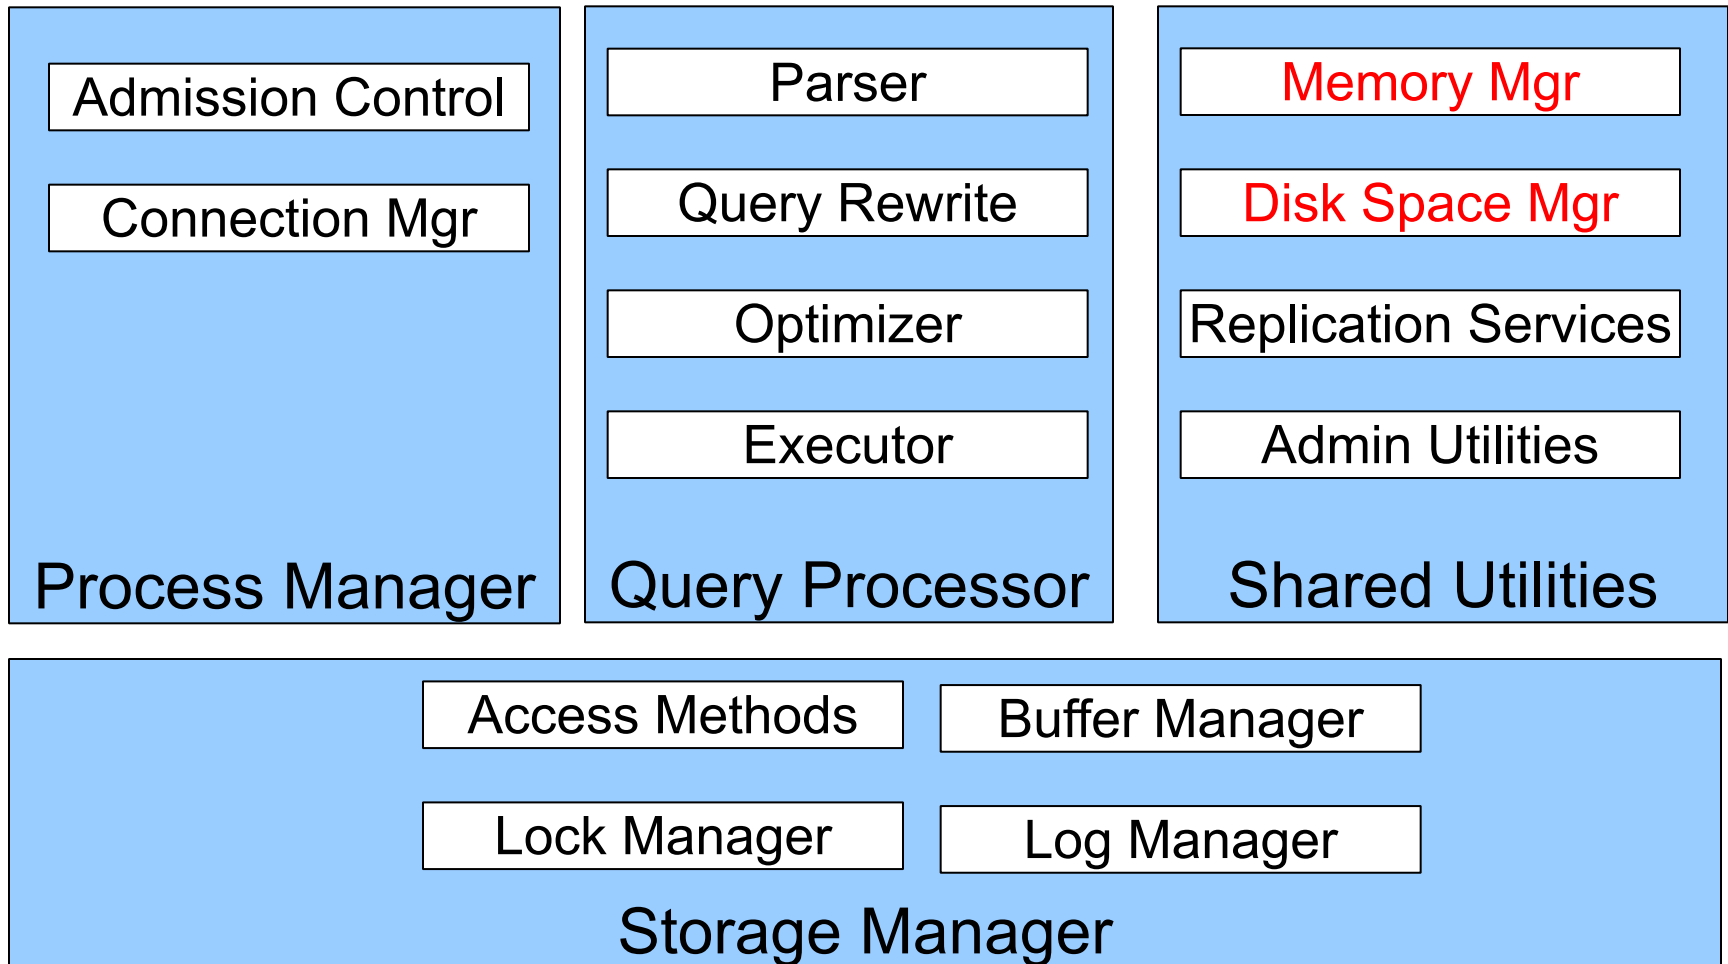 Admission Control
Connection Mgr
Process Manager
Parser
Query Rewrite
Optimizer
Executor
Query Processor
Memory Mgr
Disk Space Mgr
Replication Services
Admin Utilities
Shared Utilities
Access Methods
Buffer Manager
Lock Manager
Log Manager
Storage Manager